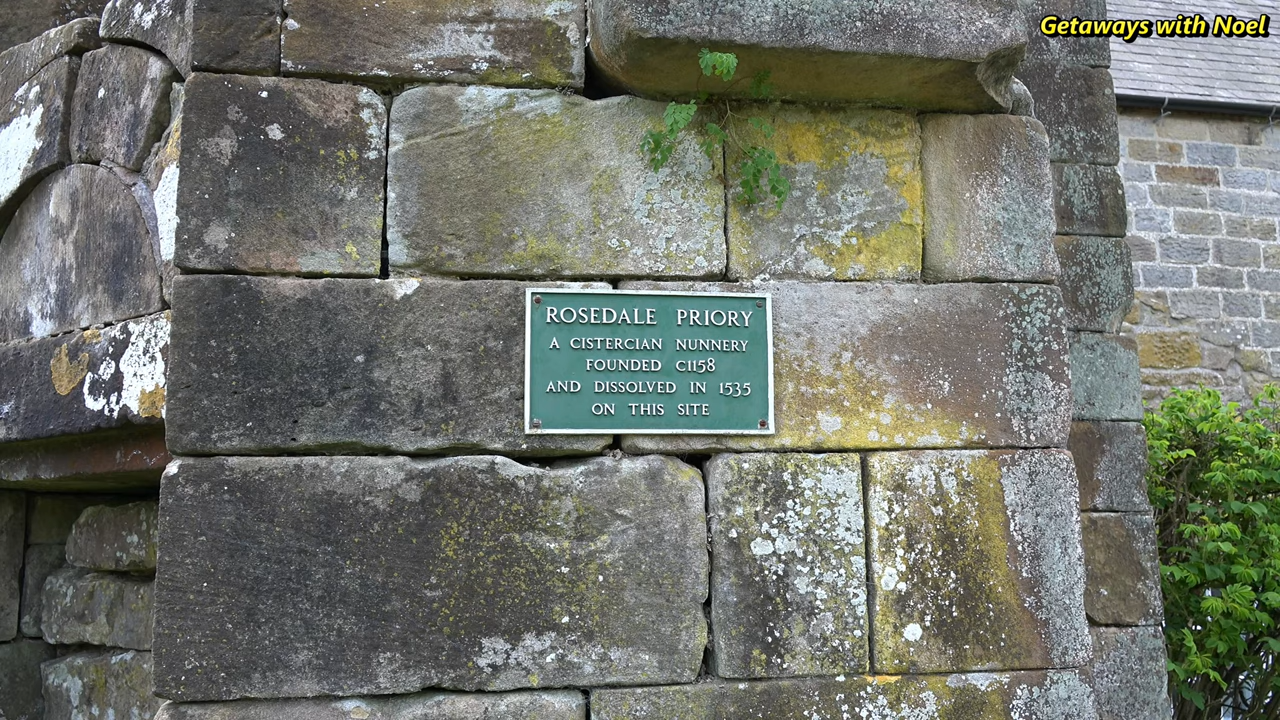 Getaways with Noel
ROSEDALE PRIORY
A CISTERCIAN NUNNERY
FOUNDED C1158
AND DISSOLVED IN 1535
ON THIS SITE